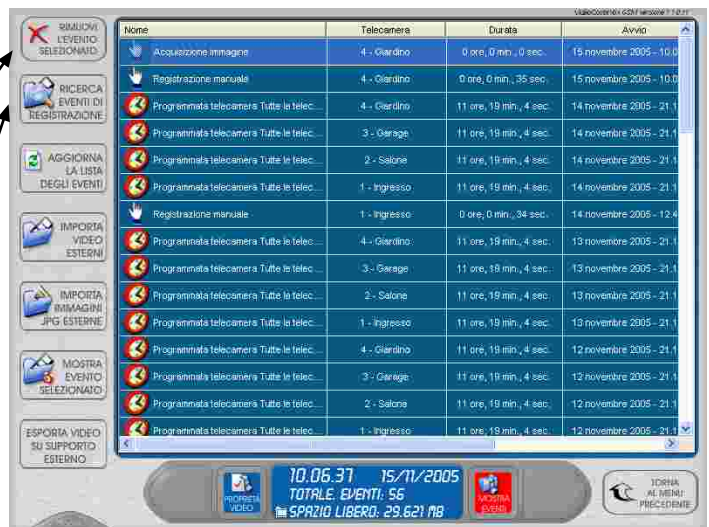 VideoControl+ GSM versione 7.1.0.11
RIMUOVI
L'EVENTO
SELEZIONATO
RICERCA
EVENTI DI
REGISTRAZIONE
AGGIORNA
LA LISTA
DEGLI EVENTI
IMPORTA
VIDEO
ESTERNI
IMPORTA
IMMAGINI
JPG ESTERNE
MOSTRA
EVENTO
SELEZIONATO
ESPORTA VIDEO
SU SUPPORTO
ESTERNO
Nome Telecamera Durata Avvio
Acquisizione immagine 4 - Giardino 0 ore, 0 min., 0 sec. 15 novembre 2005 - 10.0
Registrazione manuale 4 - Giardino 0 ore, 0 min., 35 sec. 15 novembre 2005 - 10.0
Programmata telecamera Tutte le telec... 4 - Giardino 11 ore, 19 min., 4 sec. 14 novembre 2005 - 21.1
Programmata telecamera Tutte le telec... 3 - Garage 11 ore, 19 min., 4 sec. 14 novembre 2005 - 21.1
Programmata telecamera Tutte le telec... 2 - Salone 11 ore, 19 min., 4 sec. 14 novembre 2005 - 21.1
Programmata telecamera Tutte le telec... 1 - Ingresso 11 ore, 19 min., 4 sec. 14 novembre 2005 - 21.1
Registrazione manuale 1 - Ingresso 0 ore, 0 min., 34 sec. 14 novembre 2005 - 12.4
Programmata telecamera Tutte le telec... 4 - Giardino 11 ore, 19 min., 4 sec. 13 novembre 2005 - 21.1
Programmata telecamera Tutte le telec... 3 - Garage 11 ore, 19 min., 4 sec. 13 novembre 2005 - 21.1
Programmata telecamera Tutte le telec... 2 - Salone 11 ore, 19 min., 4 sec. 13 novembre 2005 - 21.1
Programmata telecamera Tutte le telec... 1 - Ingresso 11 ore, 19 min., 4 sec. 13 novembre 2005 - 21.1
Programmata telecamera Tutte le telec... 4 - Giardino 11 ore, 19 min., 4 sec. 12 novembre 2005 - 21.1
Programmata telecamera Tutte le telec... 3 - Garage 11 ore, 19 min., 4 sec. 12 novembre 2005 - 21.1
Programmata telecamera Tutte le telec... 2 - Salone 11 ore, 19 min., 4 sec. 12 novembre 2005 - 21.1
Programmata telecamera Tutte le telec... 1 - Ingresso 11 ore, 19 min., 4 sec. 12 novembre 2005 - 21.1
PROPRIETÀ
VIDEO
10.06.37 15/11/2005
TOTALE EVENTI: 56
SPAZIO LIBERO: 29.621 MB
MOSTRA
EVENTI
TORNA
AL MENU
PRECEDENTE